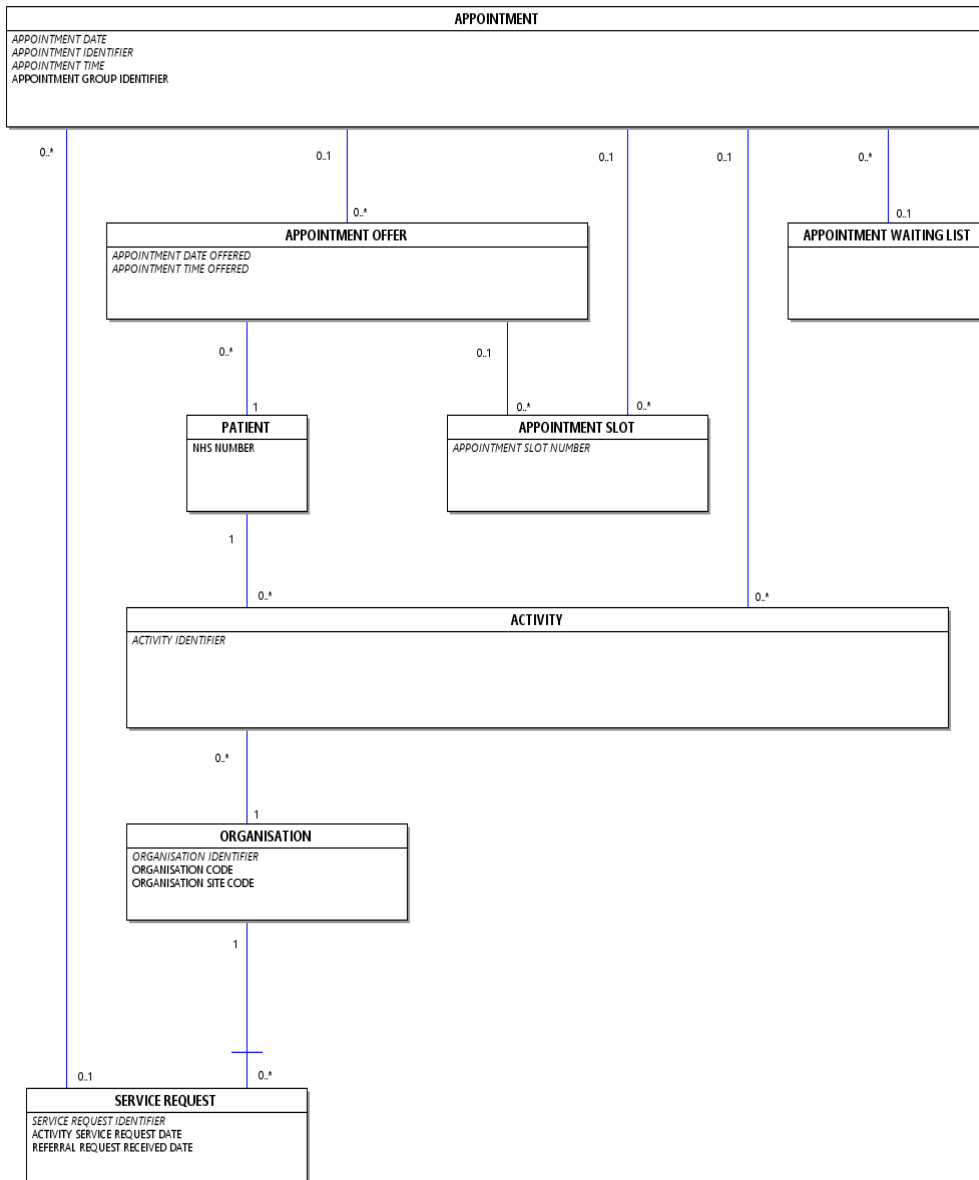 APPOINTMENT
APPOINTMENT DATE
APPOINTMENT IDENTIFIER
APPOINTMENT TIME
APPOINTMENT GROUP IDENTIFIER
0..*
0..1
0..1
0..1
0..*
0..*
0..1
APPOINTMENT OFFER
APPOINTMENT DATE OFFERED
APPOINTMENT TIME OFFERED
APPOINTMENT WAITING LIST
0..*
0..1
1
0..*
0..*
PATIENT
NHS NUMBER
APPOINTMENT SLOT
APPOINTMENT SLOT NUMBER
1
0..*
0..*
ACTIVITY
ACTIVITY IDENTIFIER
0..*
1
ORGANISATION
ORGANISATION IDENTIFIER
ORGANISATION CODE
ORGANISATION SITE CODE
1
0..1
0..*
SERVICE REQUEST
SERVICE REQUEST IDENTIFIER
ACTIVITY SERVICE REQUEST DATE
REFERRAL REQUEST RECEIVED DATE